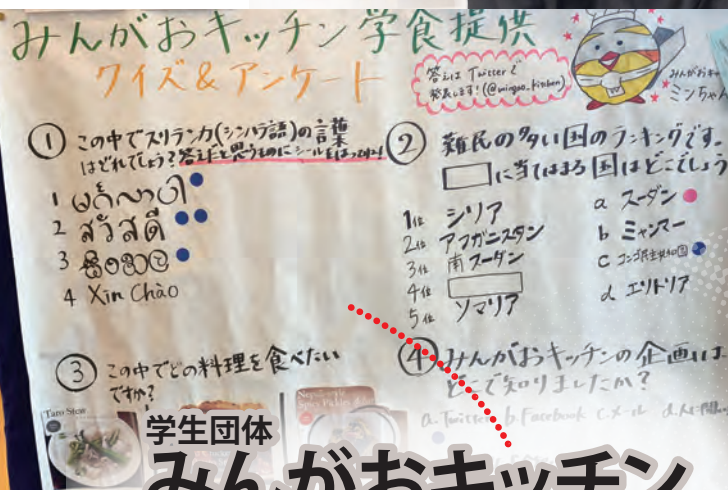 みんがおキッチン学食提供
クイズ&アンケート
答えは Twitterで
発表します!(@mingao_kitchen)
みんがおキッ
ミンちゃん
① この中でスリランカ(シンハラ語)の言葉
はどれでしょう?答えだと思うものにシールをはってね!
1
2 สวัสดี
3
4 Xin Chào
② 難民の多い国のランキングです。
□に当てはまる国はどこでしょう
1位 シリア
2位 アフガニスタン
3位 南スーダン
4位
5位 ソマリア
a スーダン
b ミャンマー
c コンゴ民主共和国
d エリトリア
③ この中でどの料理を食べたい
ですか?
Taro Stew
④ みんがおキッチンの企画は
どこで知りましたか?
a. Twitter b. Facebook c. メール d. 人に聞い
学生団体
みんがおキッチン